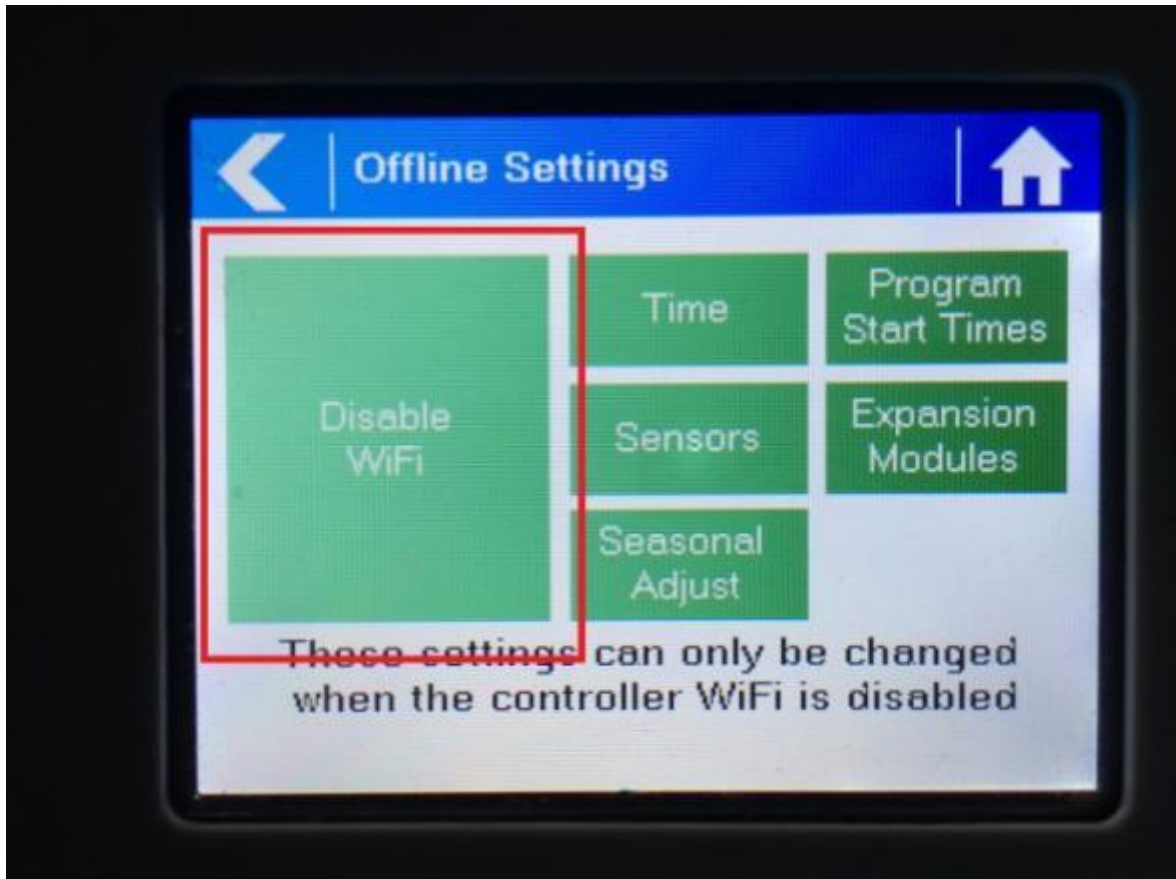 Offline Settings
Disable
WiFi
Time
Program
Start Times
Sensors
Expansion
Modules
Seasonal
Adjust
These settings can only be changed
when the controller WiFi is disabled